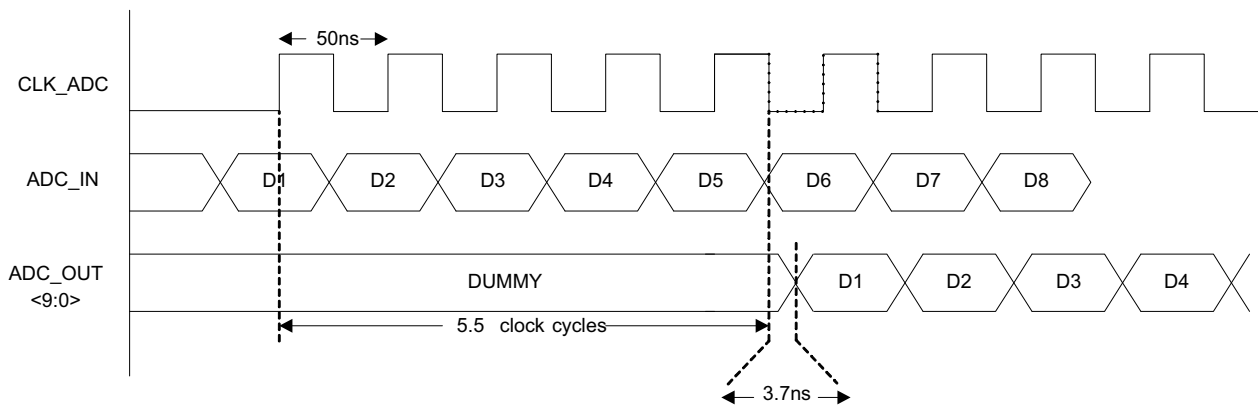 50ns
CLK_ADC
ADC_IN
D1 D2 D3 D4 D5 D6 D7 D8
ADC_OUT
<9:0>
DUMMY D1 D2 D3 D4
5.5 clock cycles
3.7ns